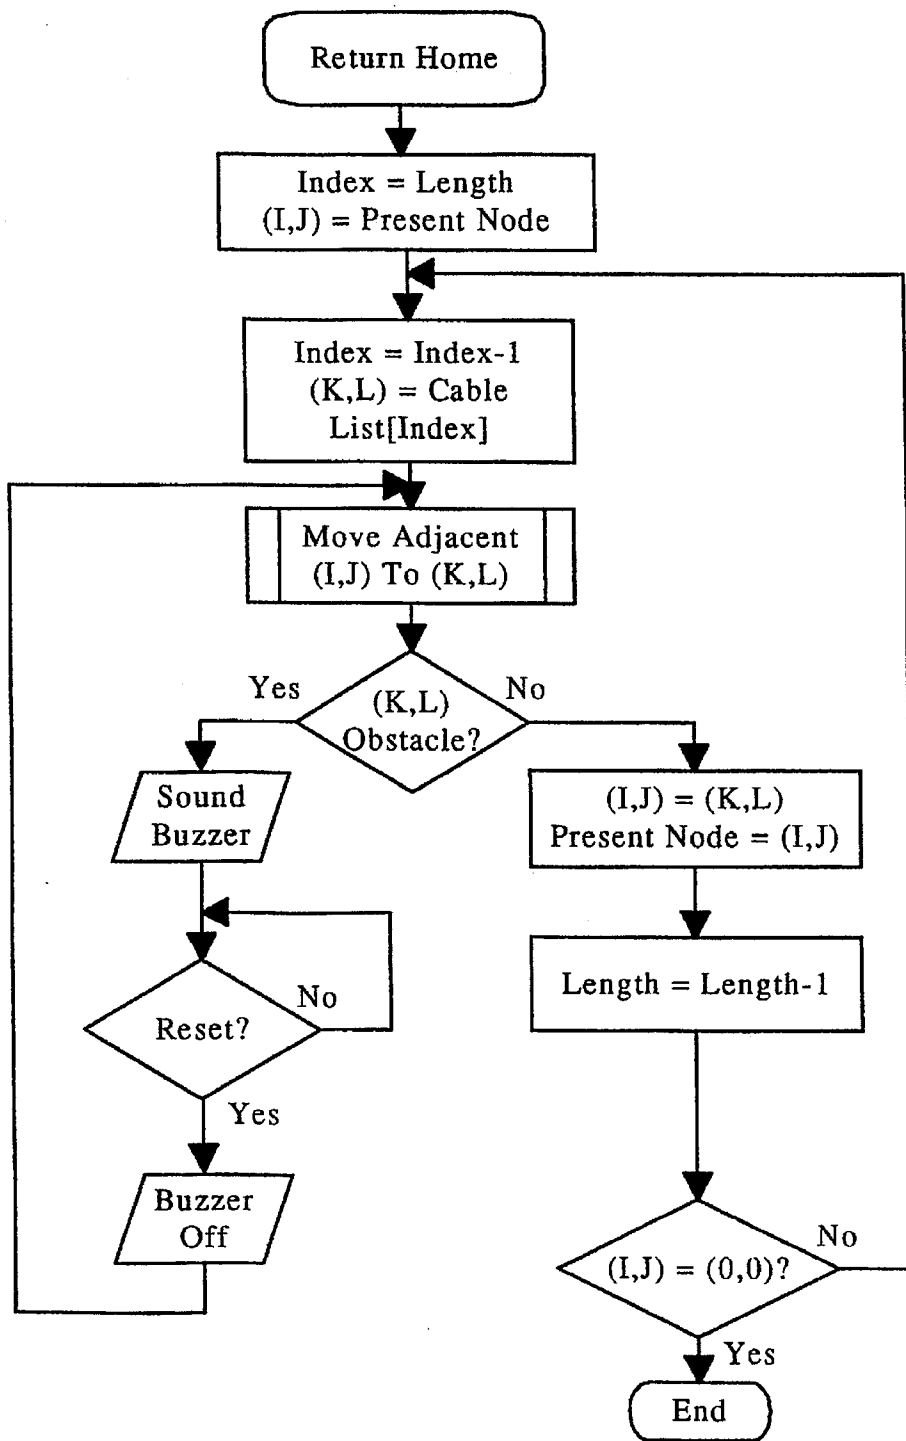 Return Home
Index = Length
(I,J) = Present Node
Index = Index-1
(K,L) = Cable
List[Index]
Move Adjacent
(I,J) To (K,L)
(K,L)
Obstacle?
Yes
No
Sound
Buzzer
Reset?
No
Yes
Buzzer
Off
(I,J) = (K,L)
Present Node = (I,J)
Length = Length-1
(I,J) = (0,0)?
No
Yes
End